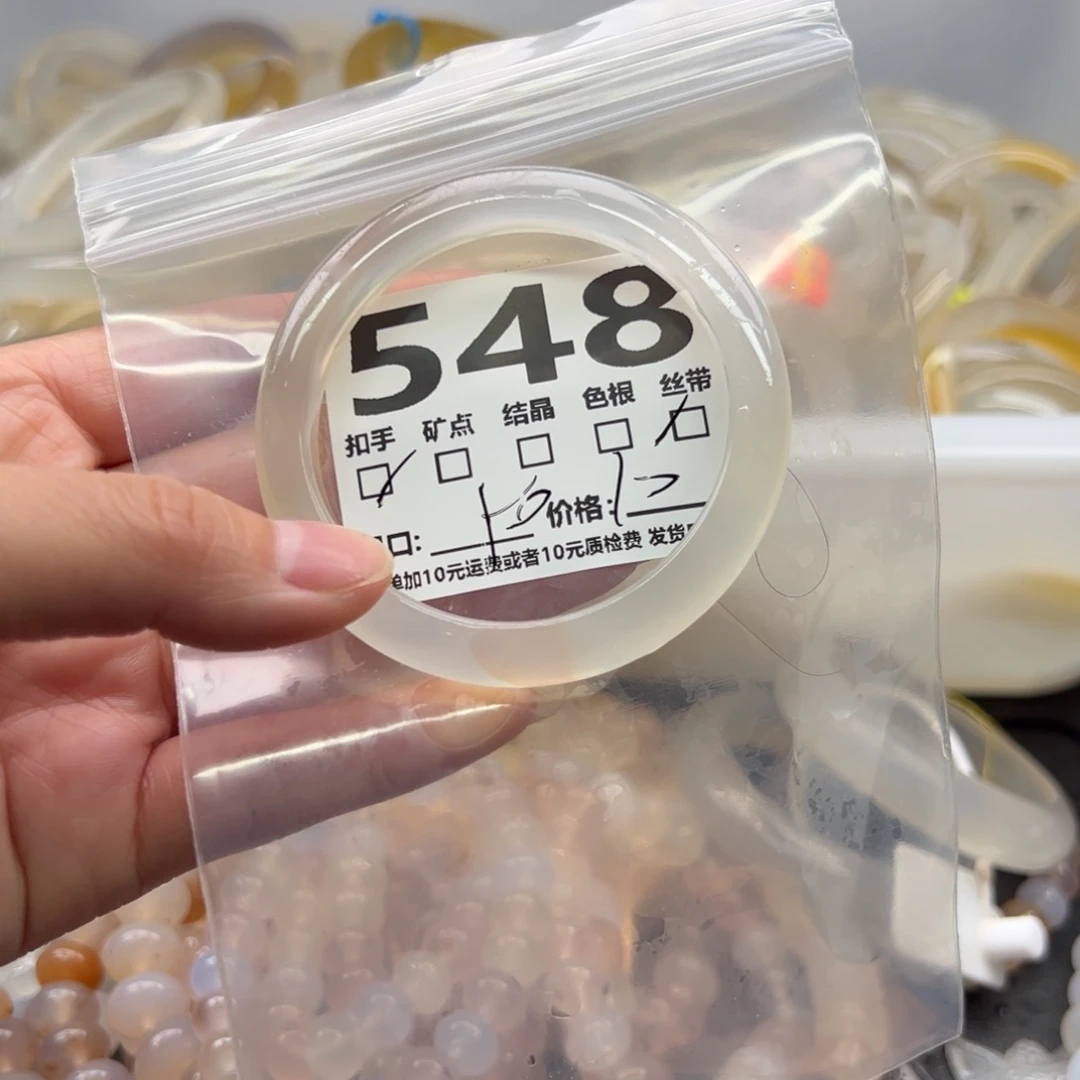 548
扣手 矿点 结晶 色根 丝带
口: 价格:
加10元运费或者10元质检费 发货